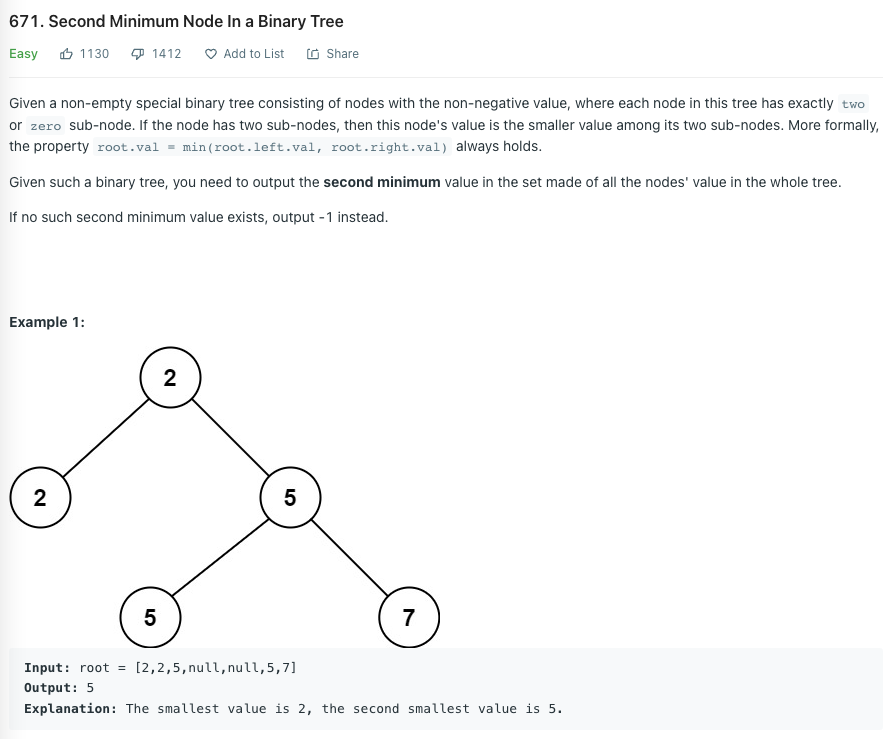 671. Second Minimum Node In a Binary Tree
Easy 1130 1412 Add to List Share
Given a non-empty special binary tree consisting of nodes with the non-negative value, where each node in this tree has exactly two
or zero sub-node. If the node has two sub-nodes, then this node's value is the smaller value among its two sub-nodes. More formally,
the property root.val = min(root.left.val, root.right.val) always holds.
Given such a binary tree, you need to output the second minimum value in the set made of all the nodes' value in the whole tree.
If no such second minimum value exists, output -1 instead.
Example 1:
2
2 5
5 7
Input: root = [2,2,5,null,null,5,7]
Output: 5
Explanation: The smallest value is 2, the second smallest value is 5.